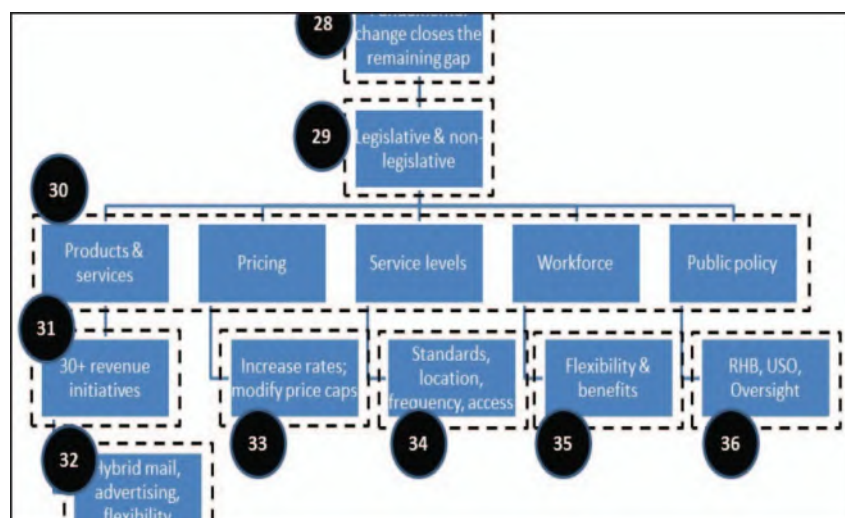 28
change closes the
remaining gap
29
Legislative & non-
legislative
30
Products &
services
Pricing
Service levels
Workforce
Public policy
31
30+ revenue
initiatives
Increase rates;
modify price caps
Standards,
location,
frequency, access
Flexibility &
benefits
RHB, USO,
Oversight
32
33
34
35
36
Hybrid mail,
advertising,
flexibility